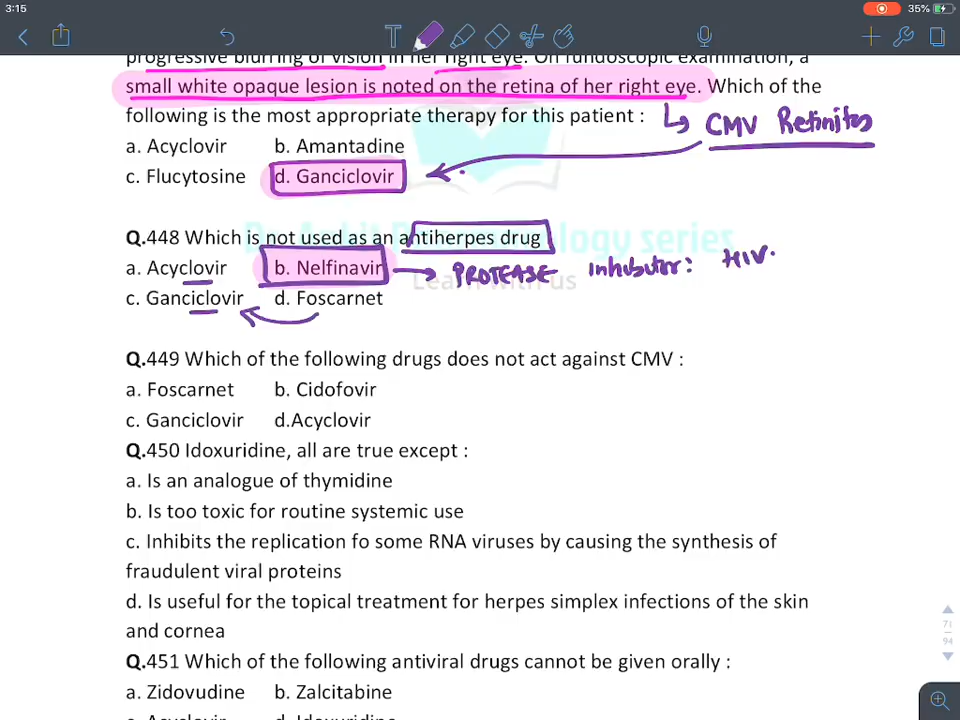 3:15
35%
progressive blurring of vision in her right eye. On fundoscopic examination, a
small white opaque lesion is noted on the retina of her right eye. Which of the
following is the most appropriate therapy for this patient :
CMV Retinitis
a. Acyclovir b. Amantadine
c. Flucytosine d. Ganciclovir
Q.448 Which is not used as an antiherpes drug
a. Acyclovir b. Nelfinavir → PROTEASE inhibitor: HIV.
c. Ganciclovir d. Foscarnet
Learn with us
Q.449 Which of the following drugs does not act against CMV :
a. Foscarnet b. Cidofovir
c. Ganciclovir d.Acyclovir
Q.450 Idoxuridine, all are true except :
a. Is an analogue of thymidine
b. Is too toxic for routine systemic use
c. Inhibits the replication fo some RNA viruses by causing the synthesis of
fraudulent viral proteins
d. Is useful for the topical treatment for herpes simplex infections of the skin
and cornea
71
94
Q.451 Which of the following antiviral drugs cannot be given orally :
a. Zidovudine b. Zalcitabine
c. Acyclovir d. Idoxuridine